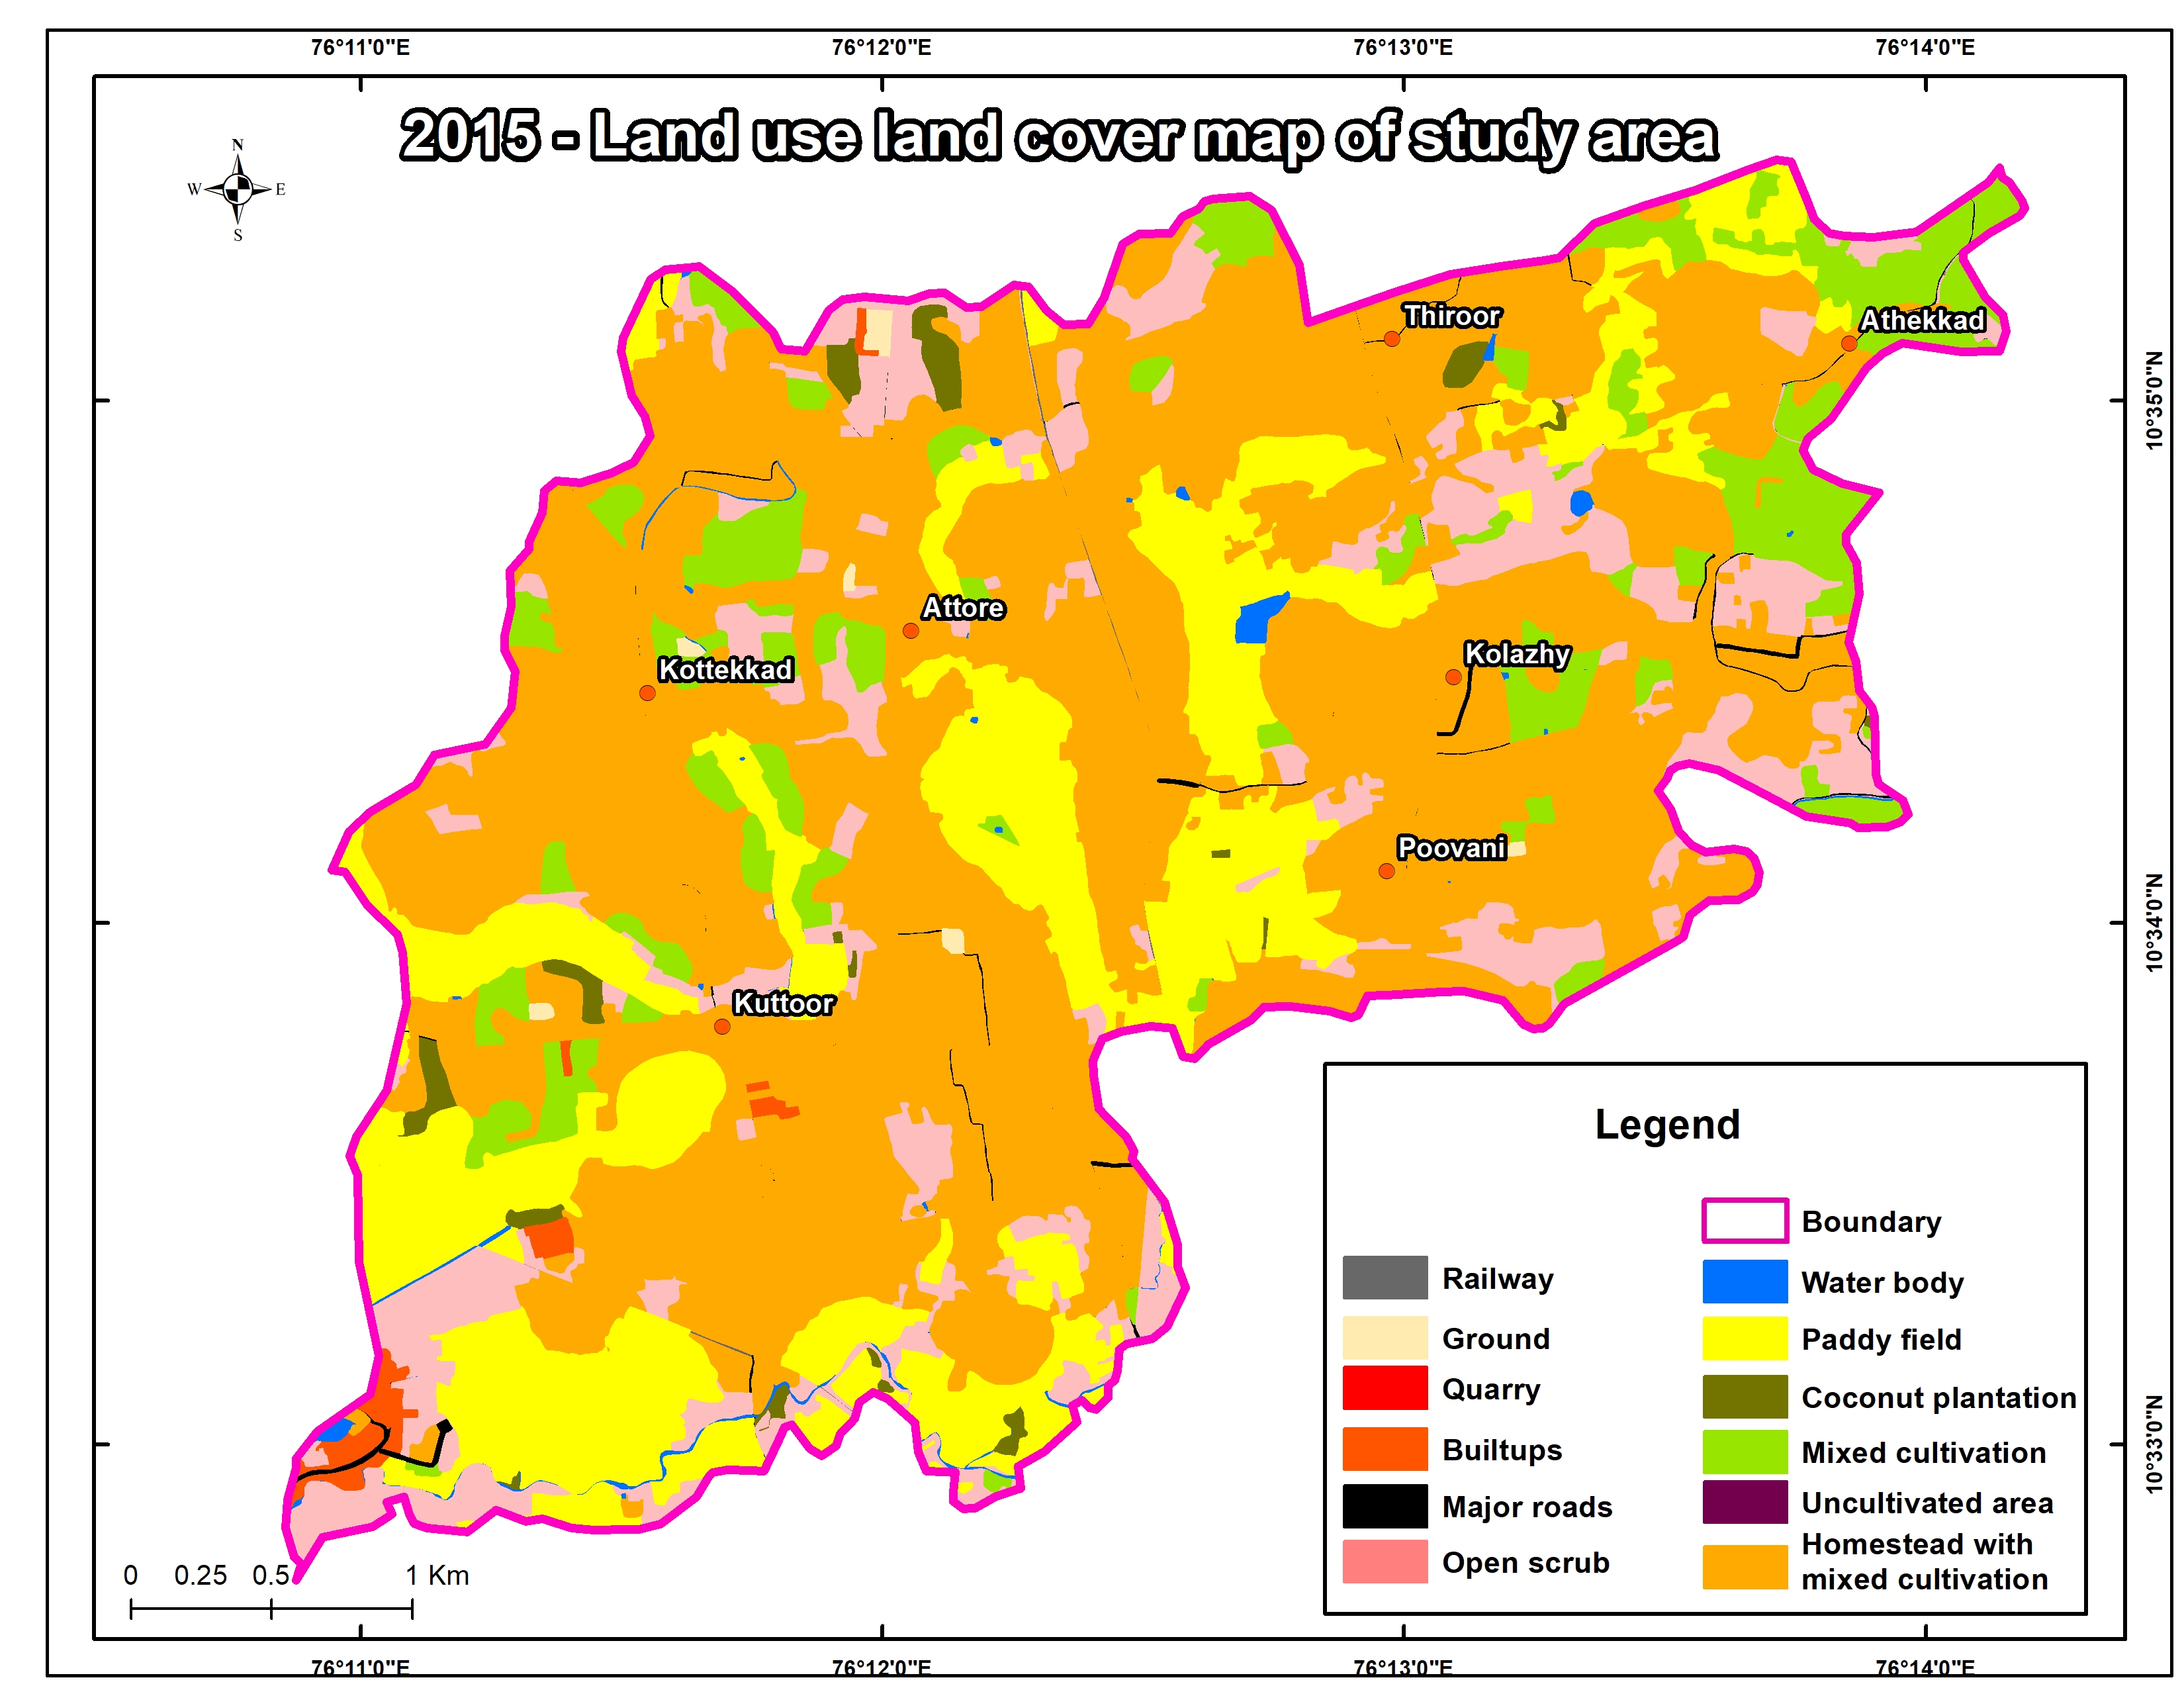 76°11'0"E 76°12'0"E 76°13'0"E 76°14'0"E
2015 - Land use land cover map of study area
N
W E
S
Thiroor
Athekkad
10°35'0"N
Attore
Kottekkad
Kolazhy
Poovani
10°34'0"N
Kuttoor
Legend
Boundary
Railway
Water body
Ground
Paddy field
Quarry
Coconut plantation
Builtups
Mixed cultivation
Major roads
Uncultivated area
Open scrub
Homestead with
mixed cultivation
10°33'0"N
0 0.25 0.5 1 Km
76°11'0"E 76°12'0"E 76°13'0"E 76°14'0"E